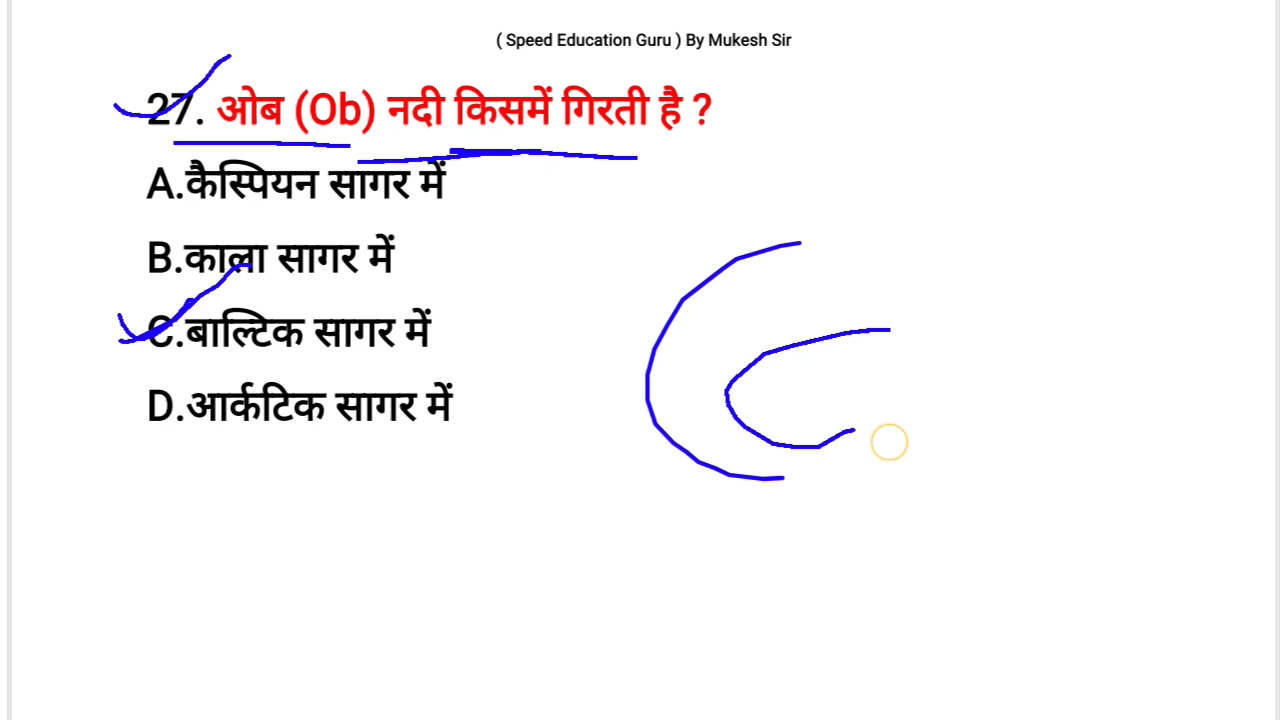 ( Speed Education Guru ) By Mukesh Sir
27. ओब (Ob) नदी किसमें गिरती है ?
A.कैस्पियन सागर में
B.काला सागर में
C.बाल्टिक सागर में
D.आर्कटिक सागर में